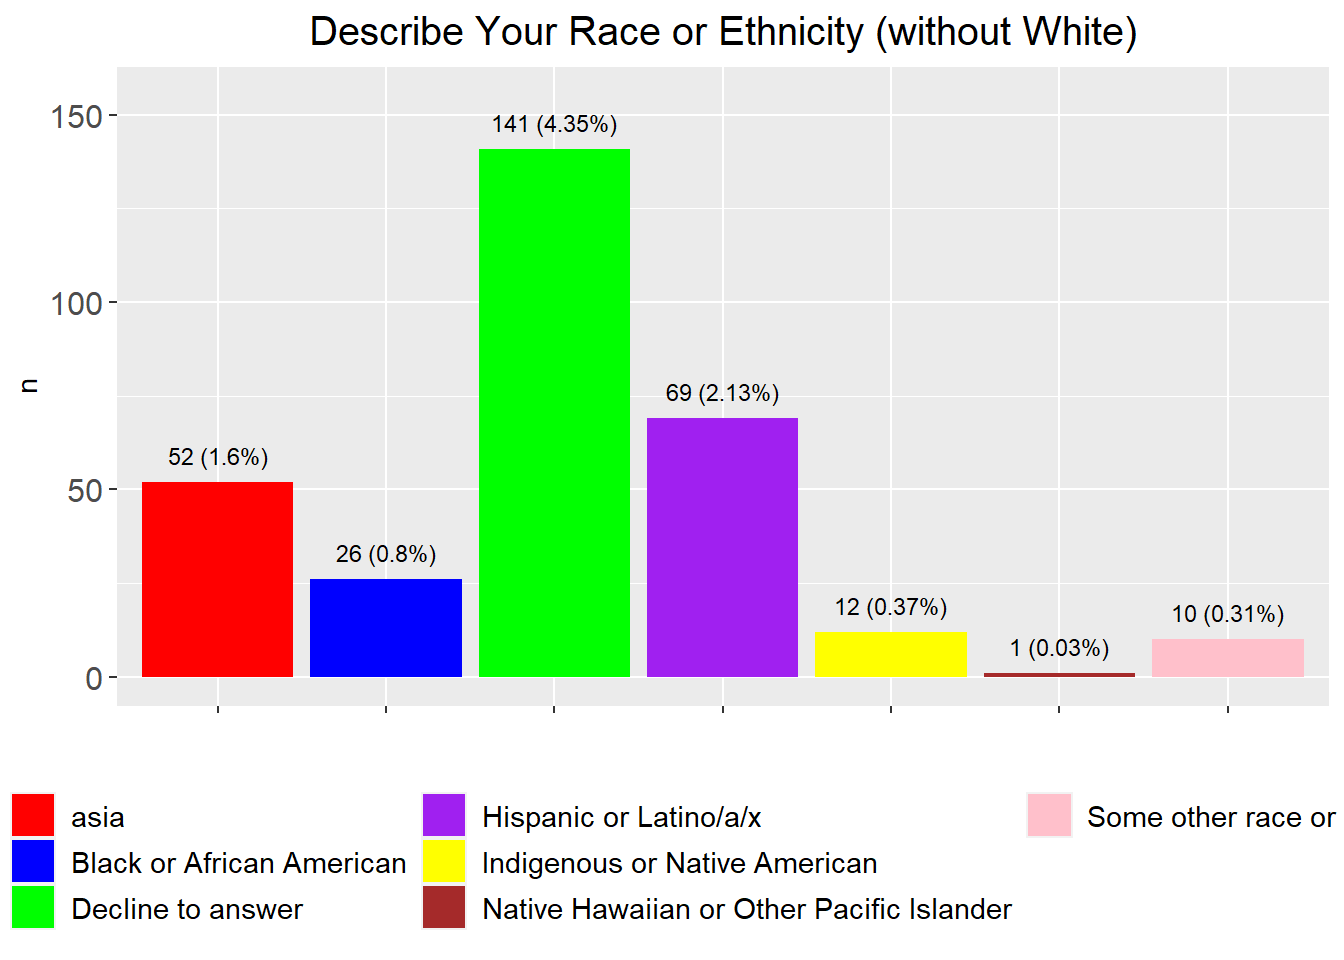 Describe Your Race or Ethnicity (without White)
150
141 (4.35%)
100
n
69 (2.13%)
52 (1.6%)
50
26 (0.8%)
12 (0.37%)
10 (0.31%)
1 (0.03%)
0
asia
Hispanic or Latino/a/x
Some other race or
Black or African American
Indigenous or Native American
Decline to answer
Native Hawaiian or Other Pacific Islander